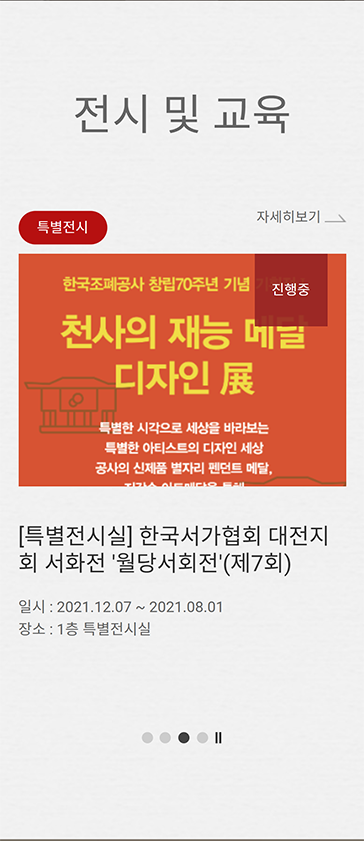 전시 및 교육
특별전시
자세히보기
한국조폐공사 창립70주년 기념
진행중
천사의 재능 메달
디자인 展
특별한 시각으로 세상을 바라보는
특별한 아티스트의 디자인 세상
공사의 신제품 별자리 펜던트 메달,
[특별전시실] 한국서가협회 대전지
회 서화전 '월당서회전'(제7회)
일시 : 2021.12.07 ~ 2021.08.01
장소 : 1층 특별전시실